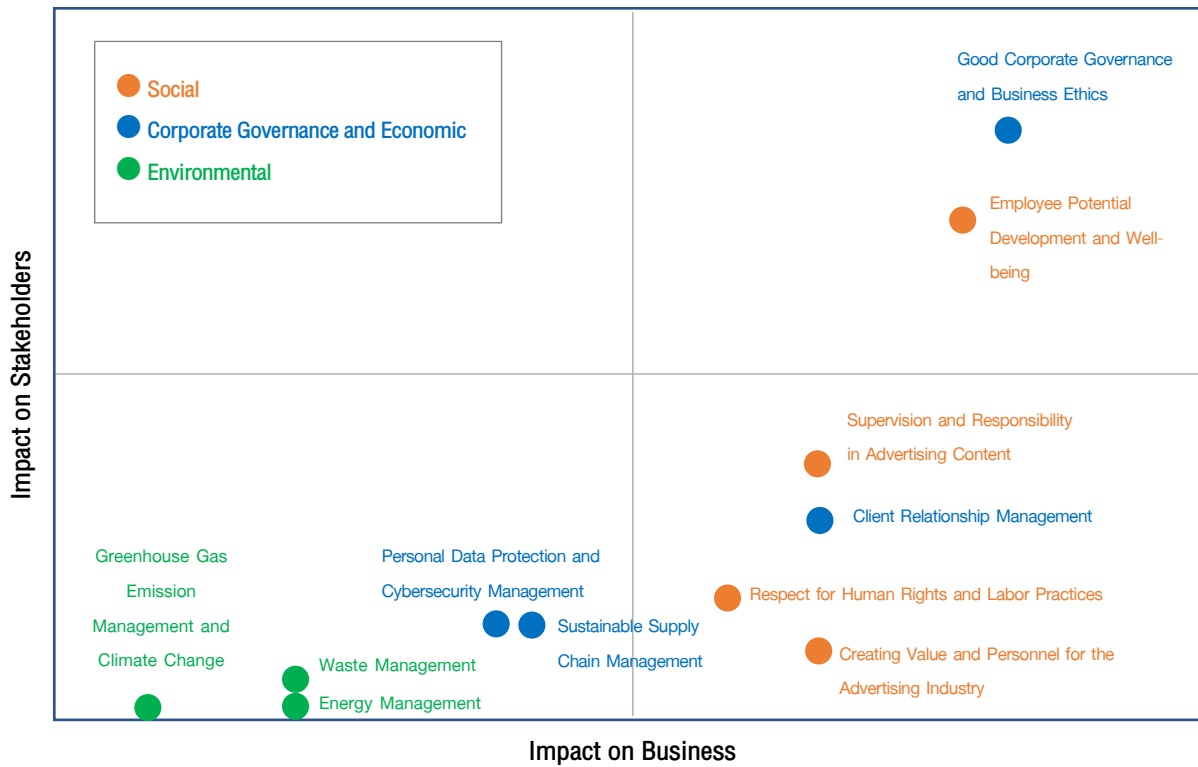 Social
Corporate Governance and Economic
Environmental
Good Corporate Governance
and Business Ethics
Employee Potential
Development and Well-
being
Impact on Stakeholders
Supervision and Responsibility
in Advertising Content
Client Relationship Management
Greenhouse Gas
Emission
Management and
Climate Change
Personal Data Protection and
Cybersecurity Management
Respect for Human Rights and Labor Practices
Sustainable Supply
Chain Management
Waste Management
Energy Management
Creating Value and Personnel for the
Advertising Industry
Impact on Business